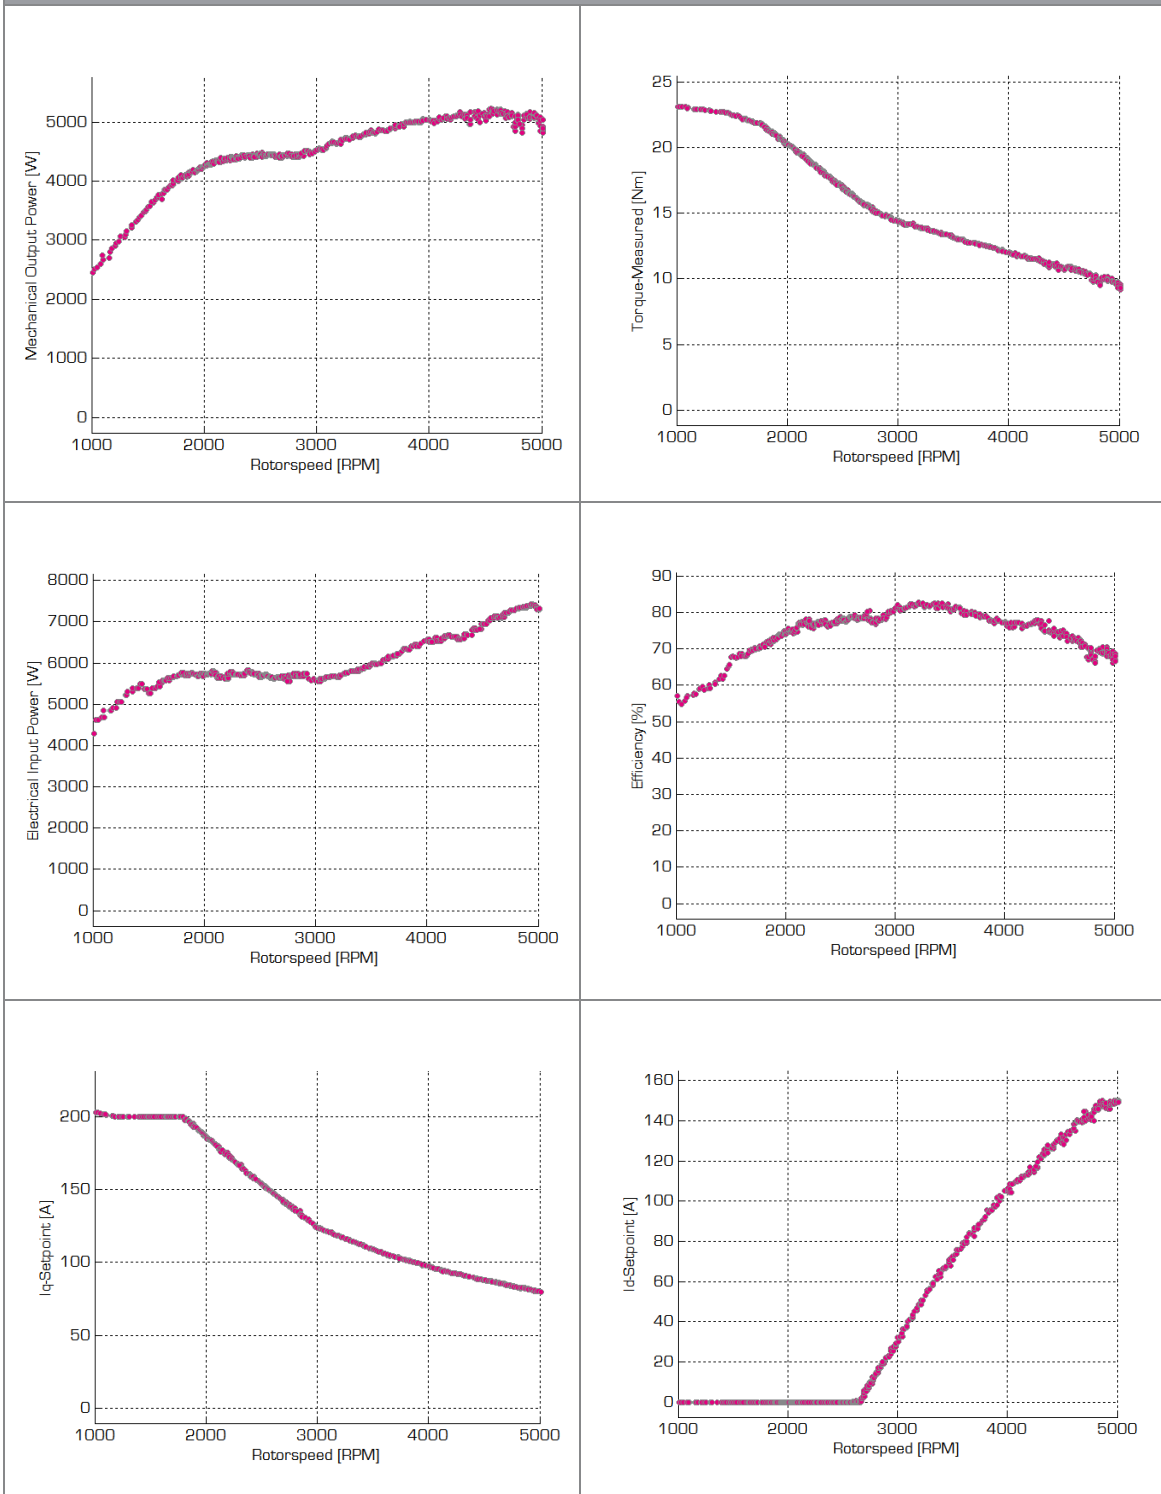 Mechanical Output Power [W]
5000
4000
3000
2000
1000
0
1000 2000 3000 4000 5000
Rotorspeed [RPM]
Torque-Measured [Nm]
25
20
15
10
5
0
1000 2000 3000 4000 5000
Rotorspeed [RPM]
Electrical Input Power [W]
8000
7000
6000
5000
4000
3000
2000
1000
0
1000 2000 3000 4000 5000
Rotorspeed [RPM]
Efficiency [%]
90
80
70
60
50
40
30
20
10
0
1000 2000 3000 4000 5000
Rotorspeed [RPM]
Iq-Setpoint [A]
200
150
100
50
0
1000 2000 3000 4000 5000
Rotorspeed [RPM]
Id-Setpoint [A]
160
140
120
100
80
60
40
20
0
1000 2000 3000 4000 5000
Rotorspeed [RPM]